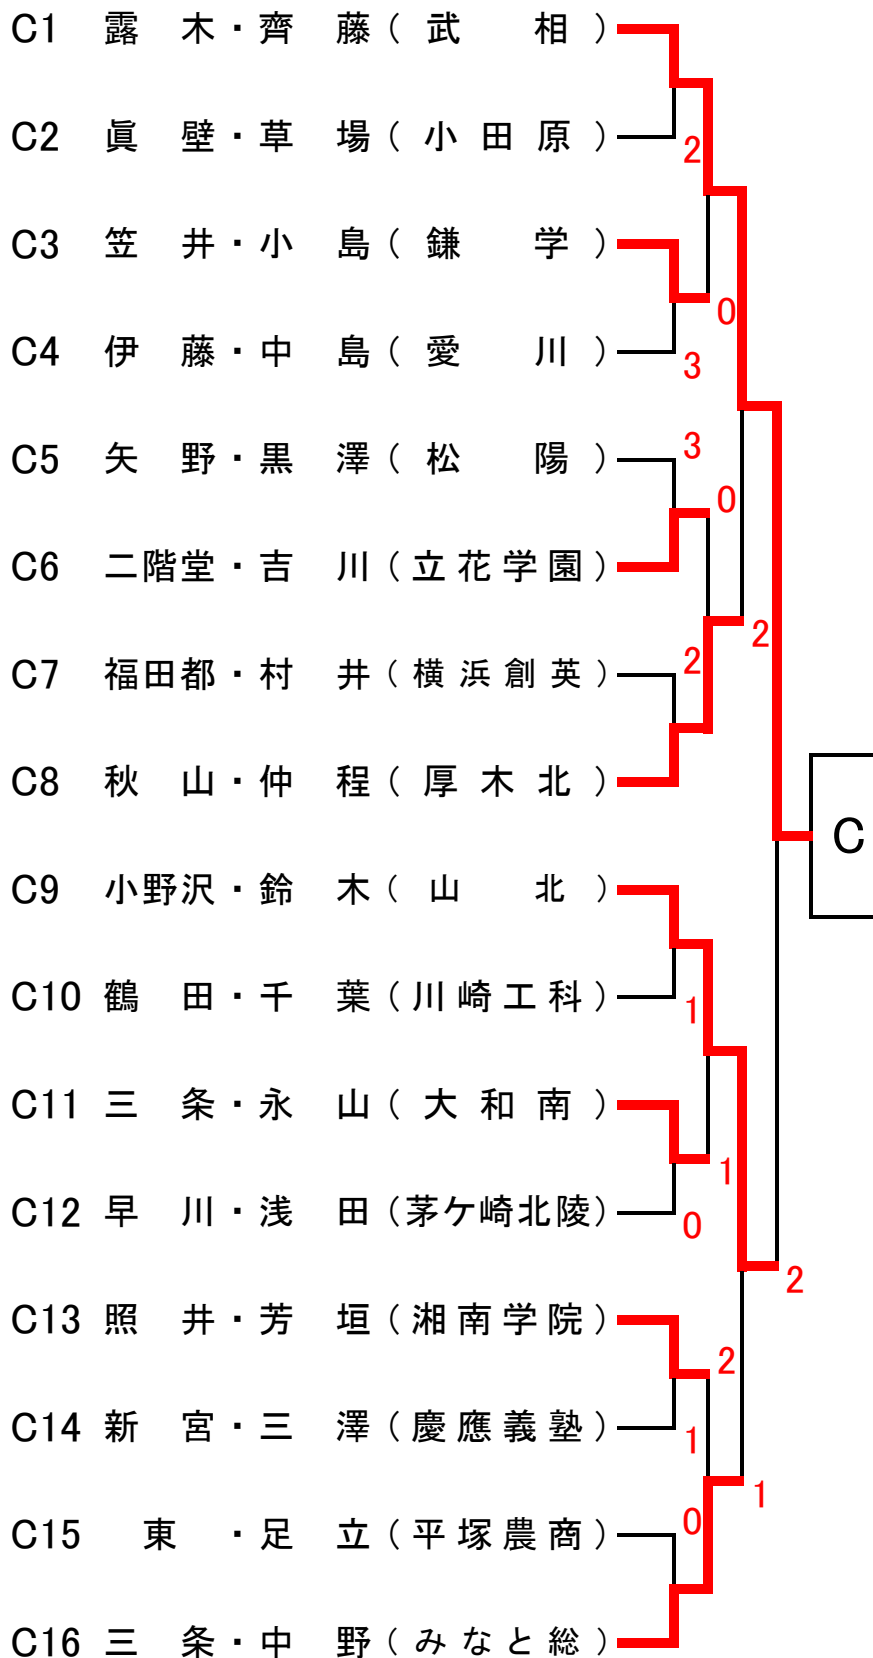 C1 露木・齊藤(武相)
C2 眞壁・草場(小田原)
2
C3 笠井・小島(鎌学)
0
C4 伊藤・中島(愛川)
3
C5 矢野・黒澤(松陽)
3
0
C6 二階堂・吉川(立花学園)
2
C7 福田都・村井(横浜創英)
2
C8 秋山・仲程(厚木北)
C
C9 小野沢・鈴木(山北)
C10 鶴田・千葉(川崎工科)
1
C11 三条・永山(大和南)
1
C12 早川・浅田(茅ケ崎北陵)
0
2
C13 照井・芳垣(湘南学院)
2
C14 新宮・三澤(慶應義塾)
1
1
C15 東・足立(平塚農商)
0
C16 三条・中野(みなと総)